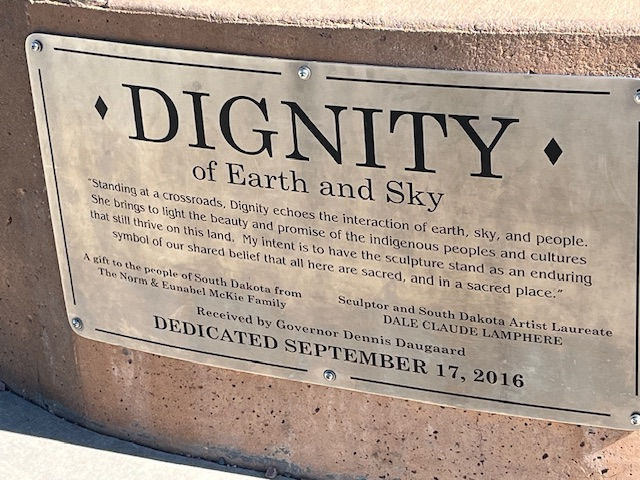 DIGNITY
of Earth and Sky
"Standing at a crossroads, Dignity echoes the interaction of earth, sky, and people.
She brings to light the beauty and promise of the indigenous peoples and cultures
that still thrive on this land. My intent is to have the sculpture stand as an enduring
symbol of our shared belief that all here are sacred, and in a sacred place."
A gift to the people of South Dakota from
The Norm & Eunabel McKie Family
Sculptor and South Dakota Artist Laureate
DALE CLAUDE LAMPHERE
Received by Governor Dennis Daugaard
DEDICATED SEPTEMBER 17, 2016